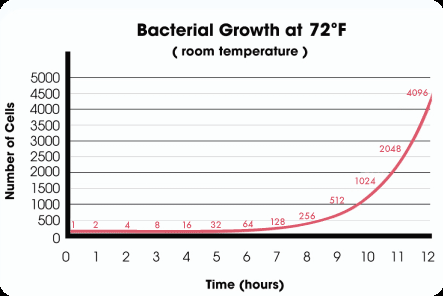 Bacterial Growth at 72°F
( room temperature )
Number of Cells
5000
4500
4000
3500
3000
2500
2000
1500
1000
500
0
1 2 4 8 16 32 64 128 256 512 1024 2048 4096
0 1 2 3 4 5 6 7 8 9 10 11 12
Time (hours)